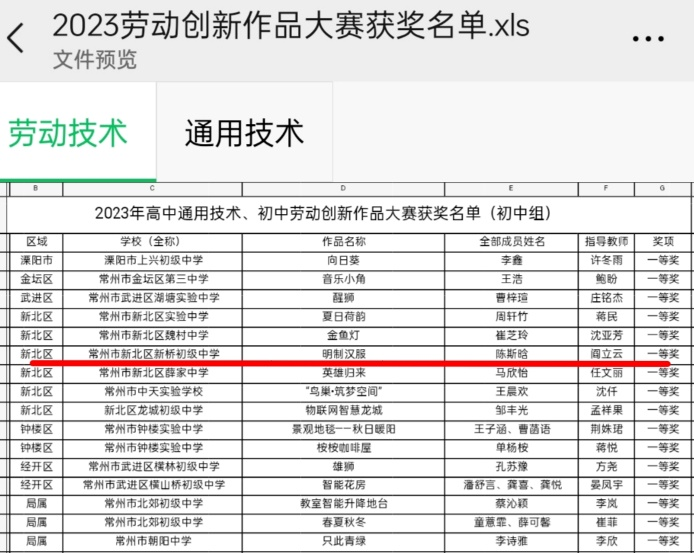 2023劳动创新作品大赛获奖名单.xls
文件预览
劳动技术 通用技术
B C D E F G
2023年高中通用技术、初中劳动创新作品大赛获奖名单（初中组）
区域 学校（全称） 作品名称 全部成员姓名 指导教师 奖项
溧阳市 溧阳市上兴初级中学 向日葵 李鑫 许冬雨 一等奖
金坛区 常州市金坛区第三中学 音乐小角 王浩 鲍盼 一等奖
武进区 常州市武进区湖塘实验中学 醒狮 曹梓瑄 庄铭杰 一等奖
新北区 常州市新北区实验中学 夏日荷韵 周轩竹 蒋民 一等奖
新北区 常州市新北区魏村中学 金鱼灯 崔芝玲 沈亚芳 一等奖
新北区 常州市新北区新桥初级中学 明制汉服 陈斯晗 阎立云 一等奖
新北区 常州市新北区薛家中学 英雄归来 马欣怡 任文丽 一等奖
新北区 常州市中天实验学校 “鸟巢·筑梦空间” 王晨欢 沈仟 一等奖
新北区 新北区龙城初级中学 物联网智慧龙城 邹丰光 孟祥果 一等奖
钟楼区 常州市钟楼实验中学 景观地毯——秋日暖阳 王子涵、曹菡语 荆姝珺 一等奖
钟楼区 常州市钟楼实验中学 桉桉咖啡屋 单杨桉 蒋悦 一等奖
经开区 常州市武进区横林初级中学 雄狮 孔苏豫 方尧 一等奖
经开区 常州市武进区横山桥初级中学 智能花房 潘舒言、龚喜、龚悦 晏凤宇 一等奖
局属 常州市北郊初级中学 教室智能升降地台 蔡沁颖 李岚 一等奖
局属 常州市北郊初级中学 春夏秋冬 童薏霏、薛可馨 崔菲 一等奖
局属 常州市朝阳中学 只此青绿 李诗雅 李欣 一等奖